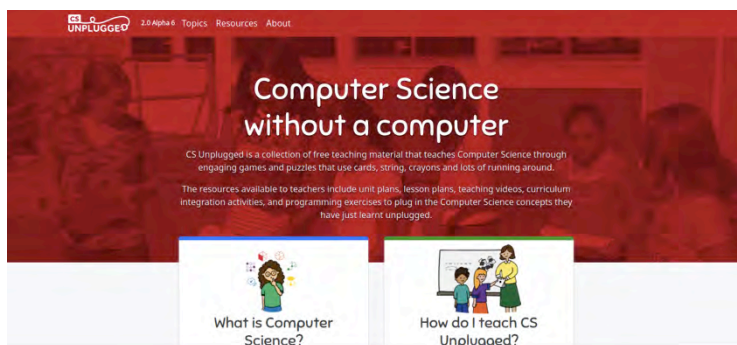 CS
UNPLUGGED
2.0 Alpha 6 Topics Resources About
Computer Science
without a computer
CS Unplugged is a collection of free teaching material that teaches Computer Science through
engaging games and puzzles that use cards, string, crayons and lots of running around.
The resources available to teachers include unit plans, lesson plans, teaching videos, curriculum
integration activities, and programming exercises to plug in the Computer Science concepts they
have just learnt unplugged.
What is Computer
Science?
How do I teach CS
Unplugged?